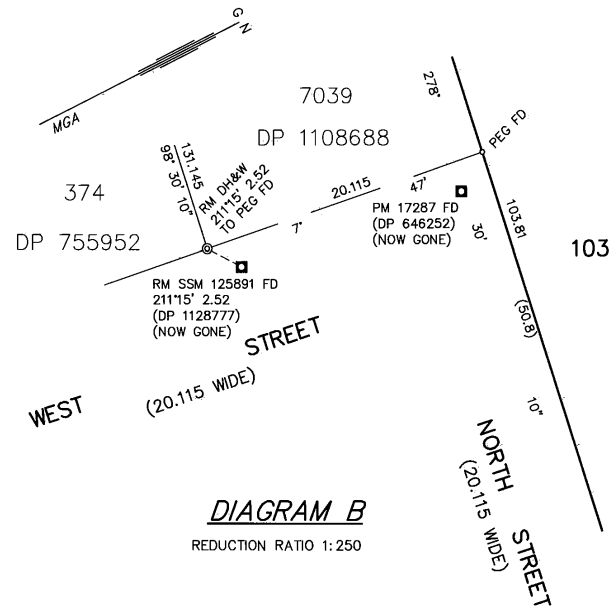 G N
MGA
7039
DP 1108688
278°
PEG FD
131.145
98° 30' 10"
RM DH&W
211°15' 2.52
TO PEG FD
374
DP 755952
20.115
47'
7°
PM 17287 FD
(DP 646252)
(NOW GONE)
30'
103.81
103
RM SSM 125891 FD
211°15' 2.52
(DP 1128777)
(NOW GONE)
(50.8)
WEST STREET
(20.115 WIDE)
10"
NORTH STREET
(20.115 WIDE)
DIAGRAM B
REDUCTION RATIO 1:250